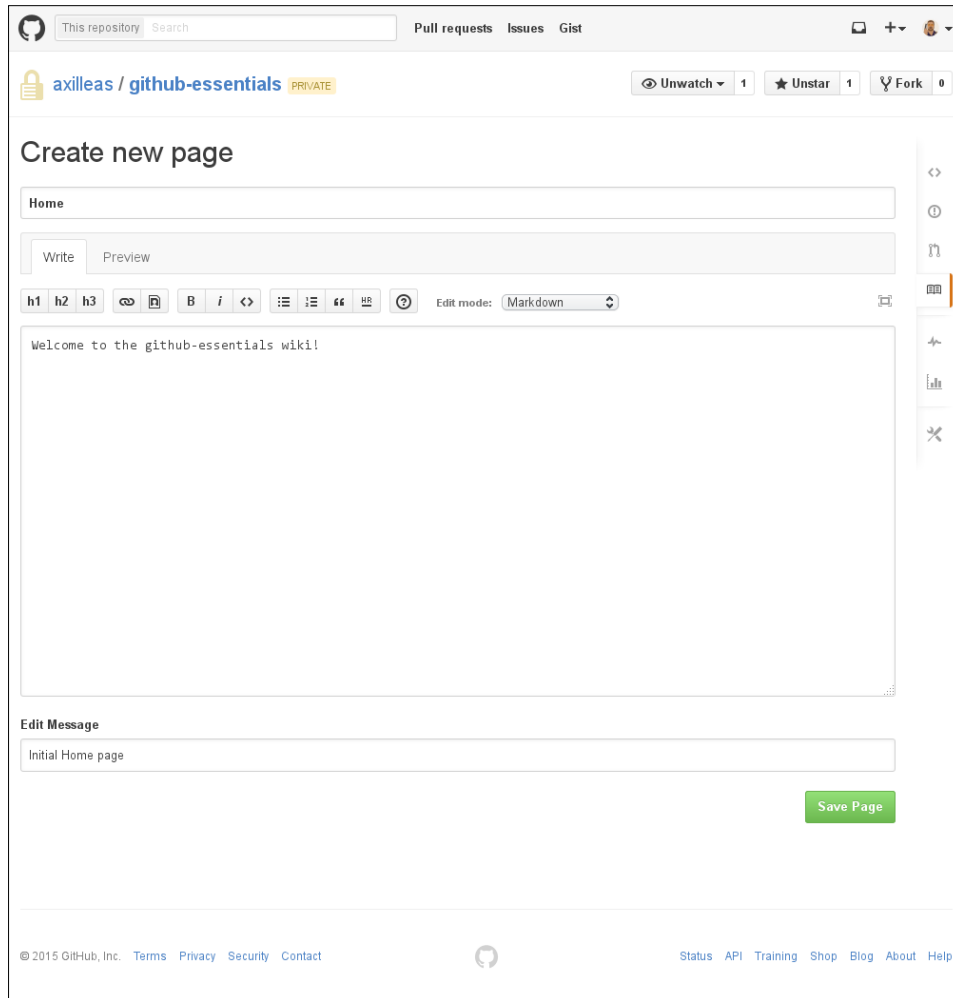 This repository Search Pull requests Issues Gist
axilleas / github-essentials PRIVATE Unwatch 1 Unstar 1 Fork 0
Create new page
Home
Write Preview
h1 h2 h3 B i <> HR Edit mode: Markdown
Welcome to the github-essentials wiki!
Edit Message
Initial Home page
Save Page
© 2015 GitHub, Inc. Terms Privacy Security Contact Status API Training Shop Blog About Help